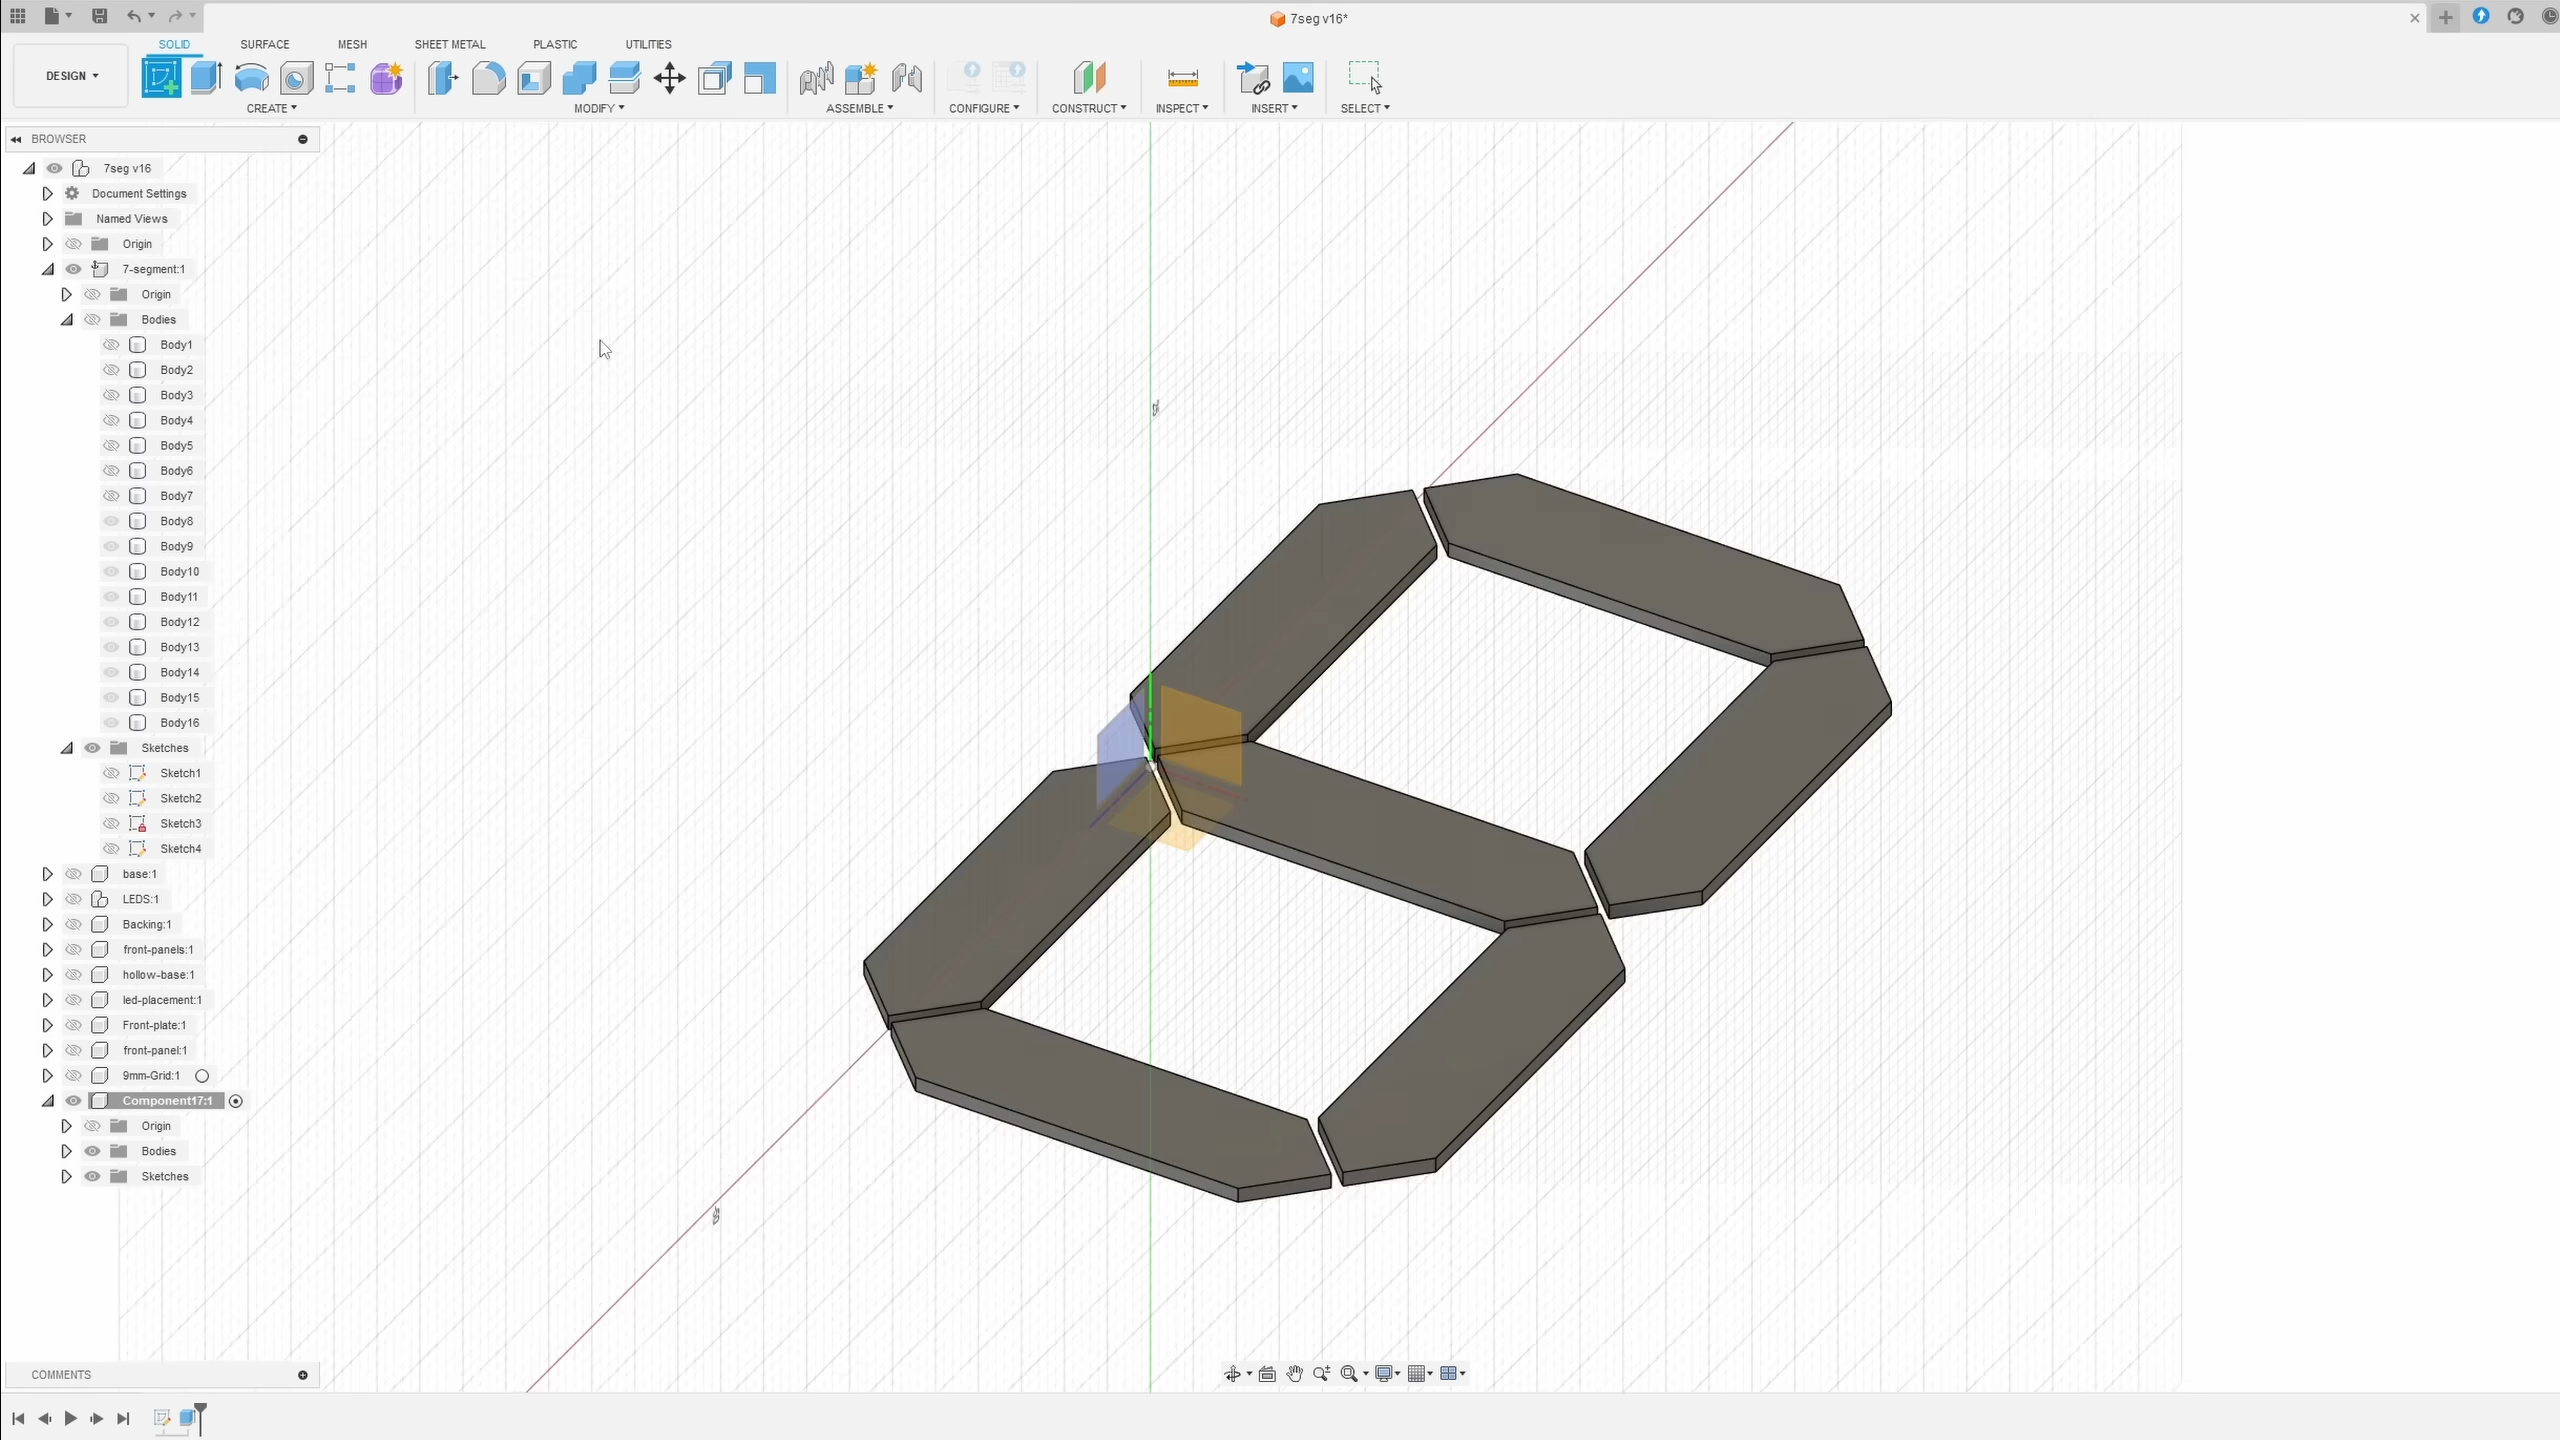 7seg v16*
SOLID SURFACE MESH SHEET METAL PLASTIC UTILITIES
DESIGN
CREATE MODIFY ASSEMBLE CONFIGURE CONSTRUCT INSPECT INSERT SELECT
BROWSER
7seg v16
Document Settings
Named Views
Origin
7-segment:1
Origin
Bodies
Body1
Body2
Body3
Body4
Body5
Body6
Body7
Body8
Body9
Body10
Body11
Body12
Body13
Body14
Body15
Body16
Sketches
Sketch1
Sketch2
Sketch3
Sketch4
base:1
LEDS:1
Backing:1
front-panels:1
hollow-base:1
led-placement:1
Front-plate:1
front-panel:1
9mm-Grid:1
Component17:1
Origin
Bodies
Sketches
COMMENTS